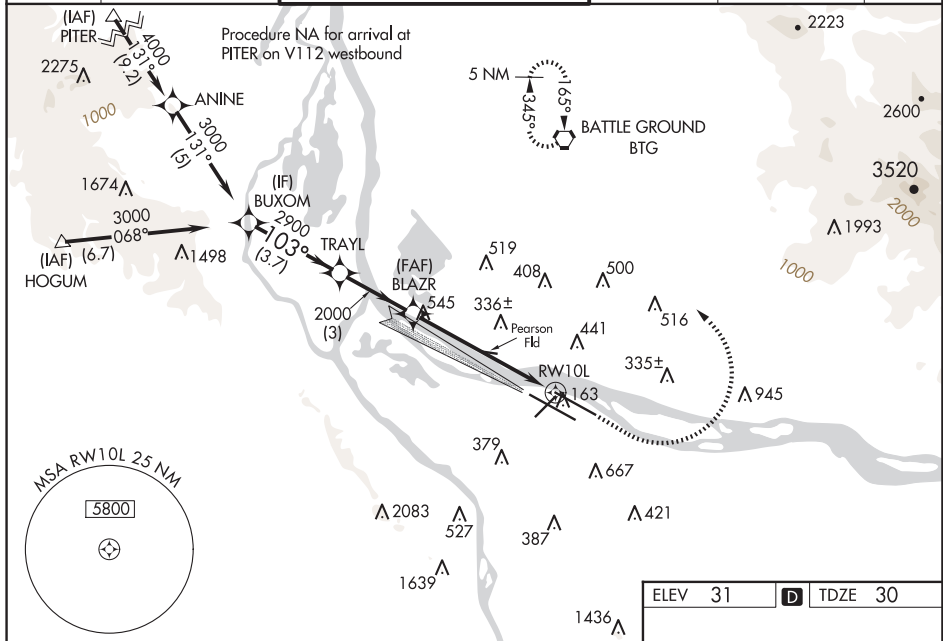 (IAF)
PITER
4000
131°
(9.2)
Procedure NA for arrival at
PITER on V112 westbound
2223
2275
ANINE
5 NM
345°
165°
BATTLE GROUND
BTG
2600
1000
3000
131°
(5)
3520
2000
1674
(IF)
BUXOM
2900
103°
(3.7)
3000
068°
(6.7)
(IAF)
HOGUM
1498
TRAYL
1993
1000
519
(FAF)
BLAZR
408
500
2000
(3)
545
336±
516
Pearson
Fld
441
RW10L
335±
163
945
379
667
MSA RW10L 25 NM
5800
2083
527
387
421
1639
1436
ELEV 31
D
TDZE 30